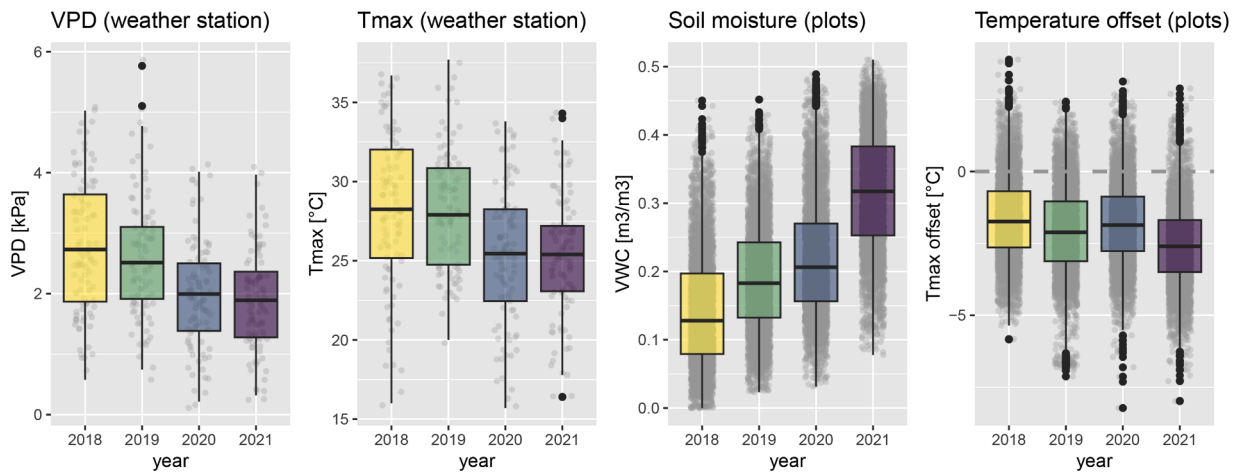 VPD (weather station)
VPD [kPa]
6
4
2
0
2018 2019 2020 2021
year
Tmax (weather station)
Tmax [°C]
35
30
25
20
15
2018 2019 2020 2021
year
Soil moisture (plots)
VWC [m3/m3]
0.5
0.4
0.3
0.2
0.1
0.0
2018 2019 2020 2021
year
Temperature offset (plots)
Tmax offset [°C]
0
−5
2018 2019 2020 2021
year